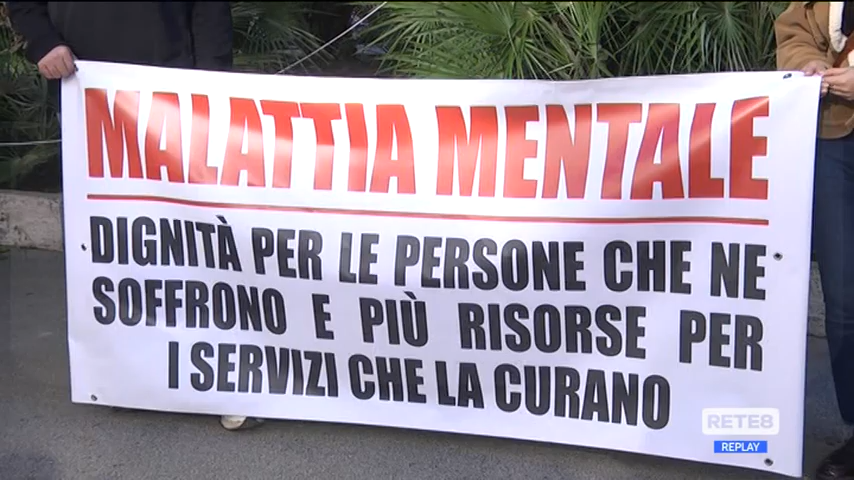 MALATTIA MENTALE
DIGNITÀ PER LE PERSONE CHE NE
SOFFRONO E PIÙ RISORSE PER
I SERVIZI CHE LA CURANO
RETE8
REPLAY